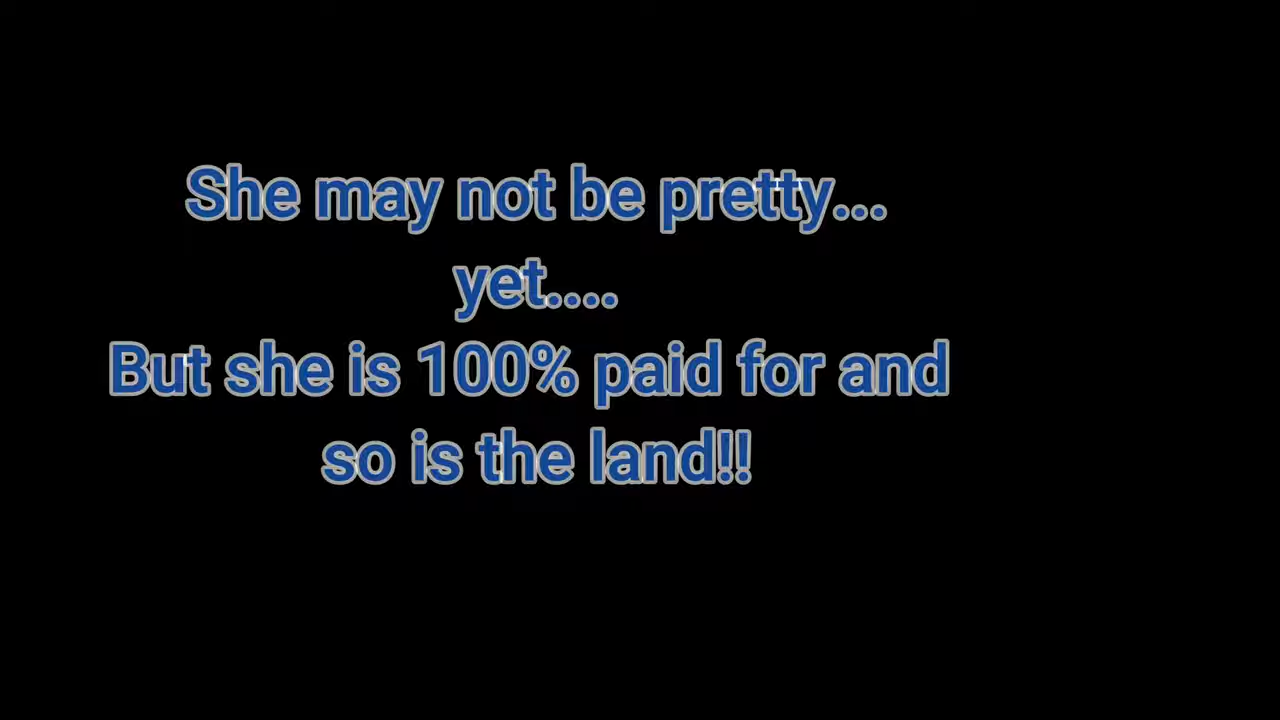 She may not be pretty...
yet....
But she is 100% paid for and
so is the land!!